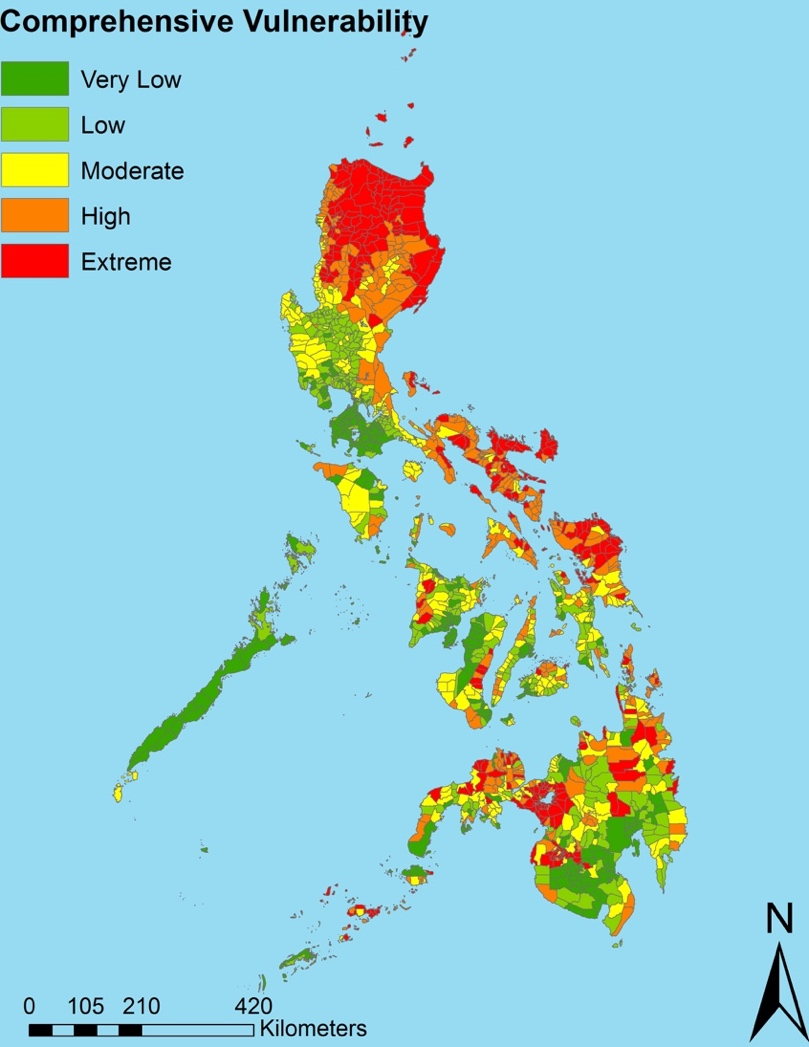 Comprehensive Vulnerability
Very Low
Low
Moderate
High
Extreme
N
0 105 210 420
Kilometers